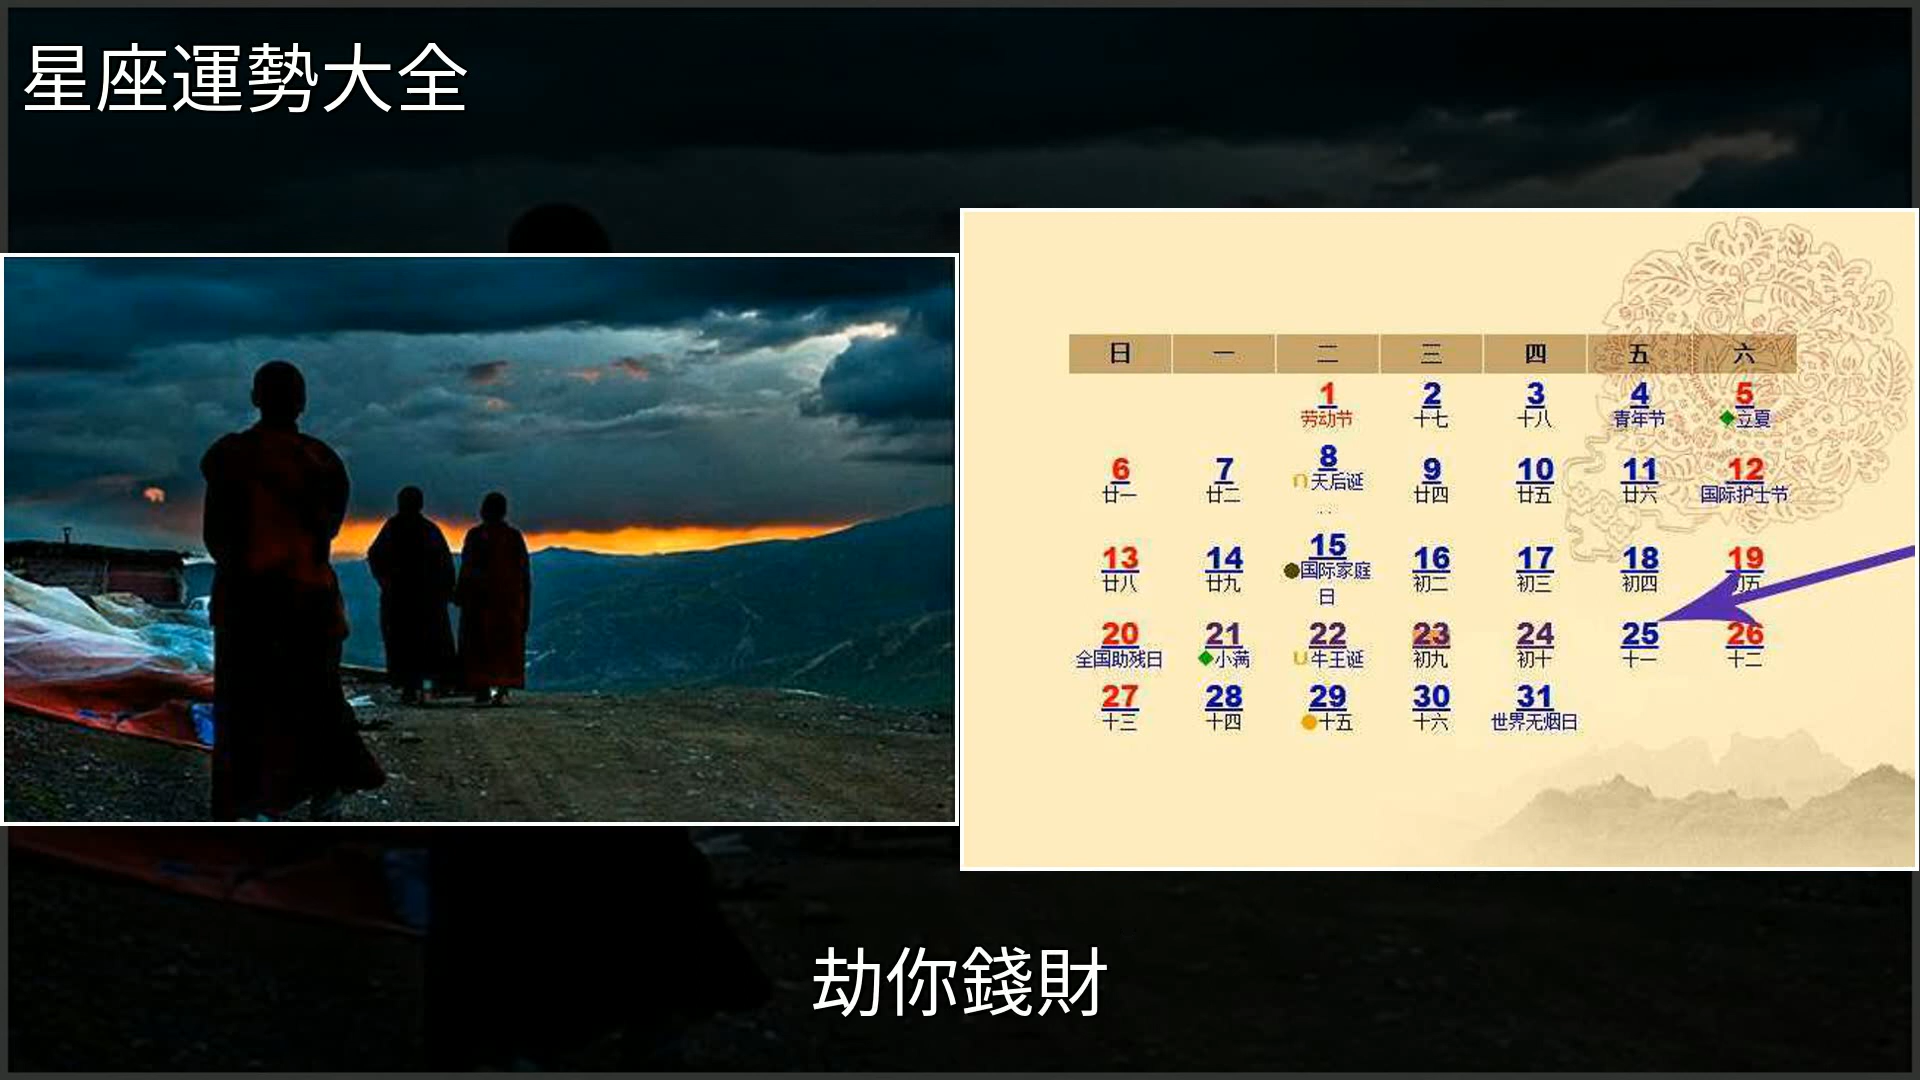 星座運勢大全
日 一 二 三 四 五 六
1 2 3 4 5
劳动节 十七 十八 青年节 立夏
6 7 8 9 10 11 12
廿一 廿二 天后诞 廿四 廿五 廿六 国际护士节
13 14 15 16 17 18 19
廿八 廿九 国际家庭日 初二 初三 初四 初五
20 21 22 23 24 25 26
全国助残日 小满 牛王诞 初九 初十 十一 十二
27 28 29 30 31
十三 十四 十五 十六 世界无烟日
劫你錢財